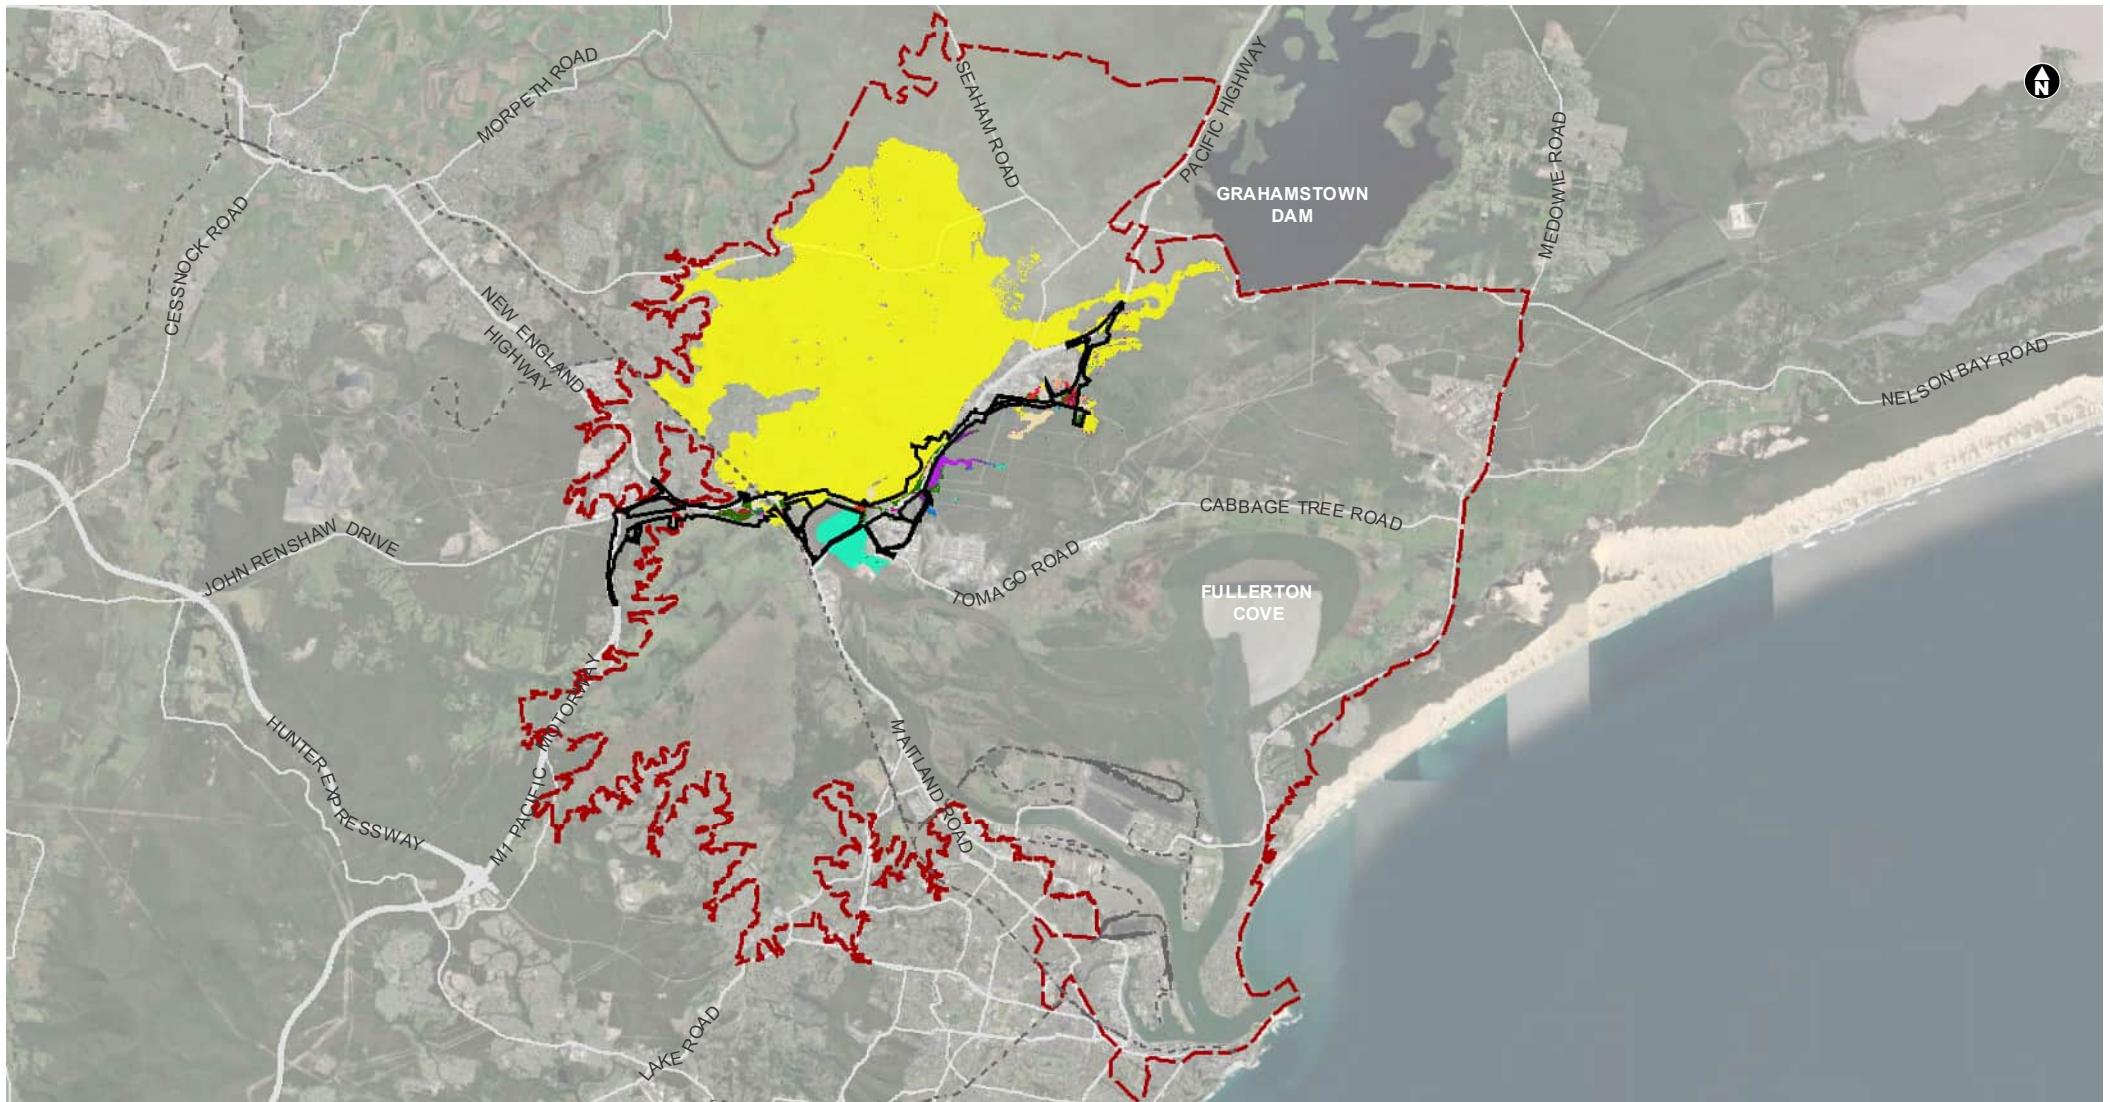 N
MORPETH ROAD
SEAHAM ROAD
PACIFIC HIGHWAY
GRAHAMSTOWN
DAM
MEDOWIE ROAD
CESSNOCK ROAD
NEW ENGLAND
HIGHWAY
NELSON BAY ROAD
CABBAGE TREE ROAD
JOHN RENSHAW DRIVE
TOMAGO ROAD
FULLERTON
COVE
HUNTER EXPRESSWAY
M1 PACIFIC MOTORWAY
MAITLAND ROAD
LAKE ROAD